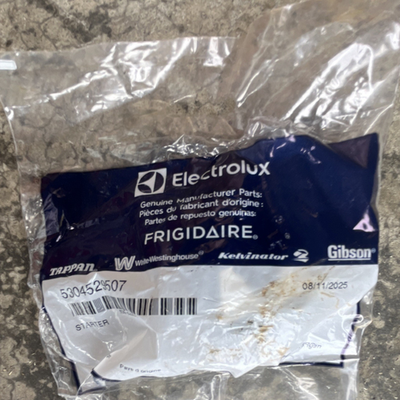 Electrolux
Genuine Manufacturer Parts:
Pièces du fabricant d'origine:
Partes de repuesto genuinas:
FRIGIDAIRE®
TAPPAN® White-Westinghouse® Kelvinator® Gibson®
5304529507 08/11/2025
STARTER